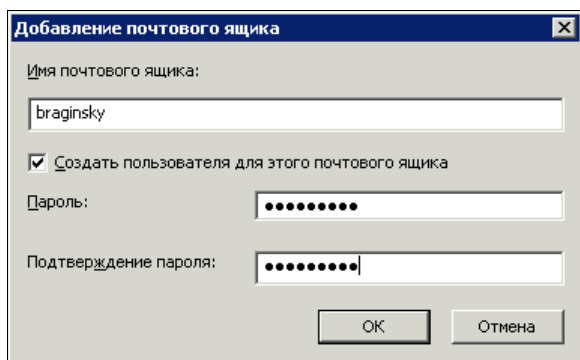 Добавление почтового ящика
Имя почтового ящика:
braginsky
Создать пользователя для этого почтового ящика
Пароль: ●●●●●●●●●
Подтверждение пароля: ●●●●●●●●●
OK Отмена